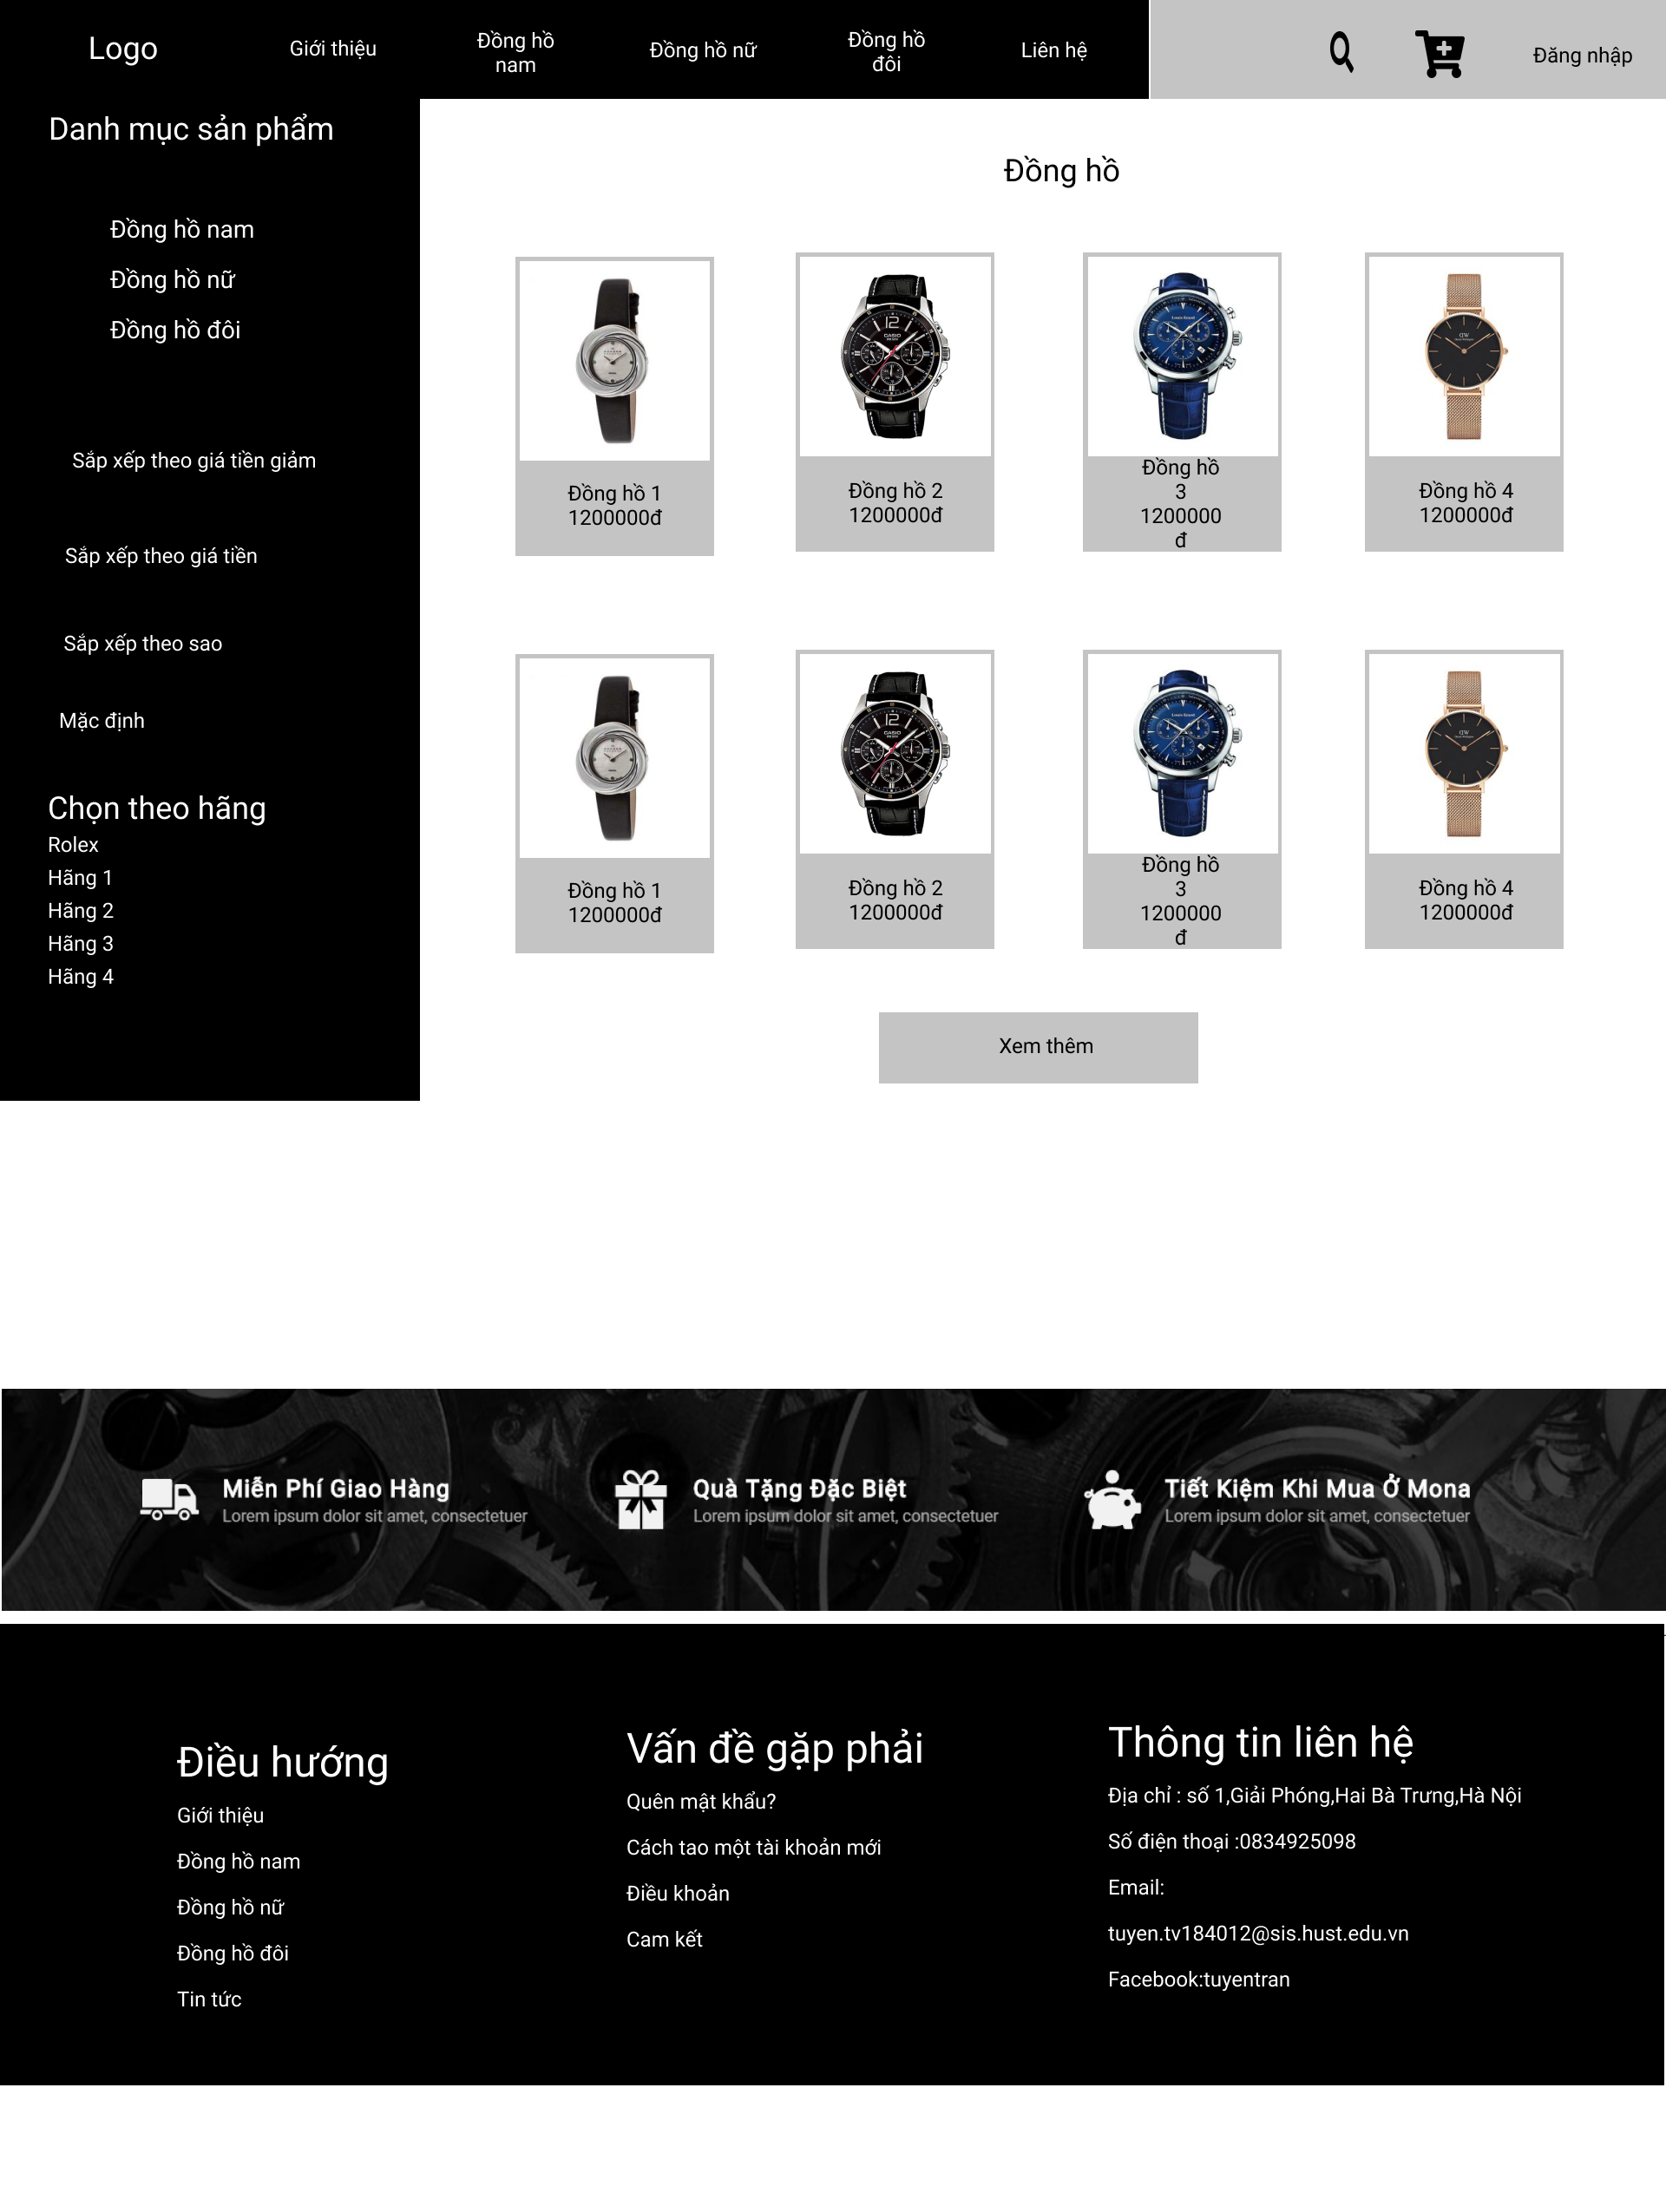 Logo
Giới thiệu
Đồng hồ
nam
Đồng hồ nữ
Đồng hồ
đôi
Liên hệ
Đăng nhập
Danh mục sản phẩm
Đồng hồ nam
Đồng hồ nữ
Đồng hồ đôi
Sắp xếp theo giá tiền giảm
Sắp xếp theo giá tiền
Sắp xếp theo sao
Mặc định
Chọn theo hãng
Rolex
Hãng 1
Hãng 2
Hãng 3
Hãng 4
Đồng hồ
Đồng hồ 1
1200000đ
CASIO
Đồng hồ 2
1200000đ
Louis Erard
Đồng hồ
3
1200000
đ
DW
Đồng hồ 4
1200000đ
Đồng hồ 1
1200000đ
CASIO
Đồng hồ 2
1200000đ
Louis Erard
Đồng hồ
3
1200000
đ
DW
Đồng hồ 4
1200000đ
Xem thêm
Miễn Phí Giao Hàng
Lorem ipsum dolor sit amet, consectetuer
Quà Tặng Đặc Biệt
Lorem ipsum dolor sit amet, consectetuer
Tiết Kiệm Khi Mua Ở Mona
Lorem ipsum dolor sit amet, consectetuer
Điều hướng
Giới thiệu
Đồng hồ nam
Đồng hồ nữ
Đồng hồ đôi
Tin tức
Vấn đề gặp phải
Quên mật khẩu?
Cách tao một tài khoản mới
Điều khoản
Cam kết
Thông tin liên hệ
Địa chỉ : số 1,Giải Phóng,Hai Bà Trưng,Hà Nội
Số điện thoại :0834925098
Email:
tuyen.tv184012@sis.hust.edu.vn
Facebook:tuyentran